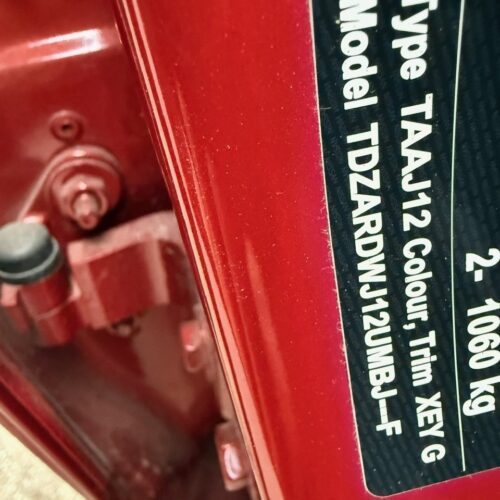 2- 1060 kg
Type TAAJ12 Colour, Trim XEY G
Model TDZARDWJ12UMBJ--F